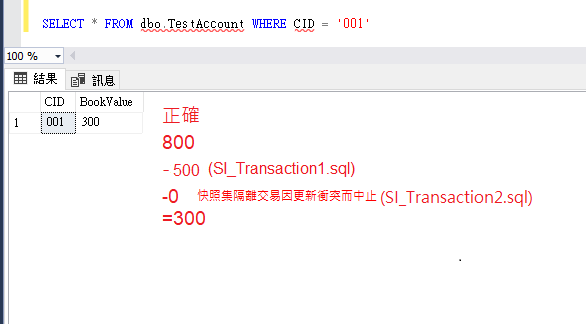 SELECT * FROM dbo.TestAccount WHERE CID = '001'
100 %
結果 訊息
CID BookValue
1 001 300
正確
800
-500 (SI_Transaction1.sql)
-0 快照集隔離交易因更新衝突而中止 (SI_Transaction2.sql)
=300